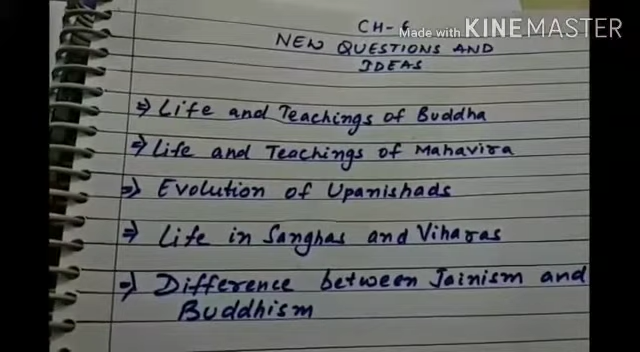 CH-6
Made with KINEMASTER
NEW QUESTIONS AND
IDEAS
⇒ Life and Teachings of Buddha
⇒ Life and Teachings of Mahavira
⇒ Evolution of Upanishads
⇒ Life in Sanghas and Viharas
⇒ Difference between Jainism and
Buddhism